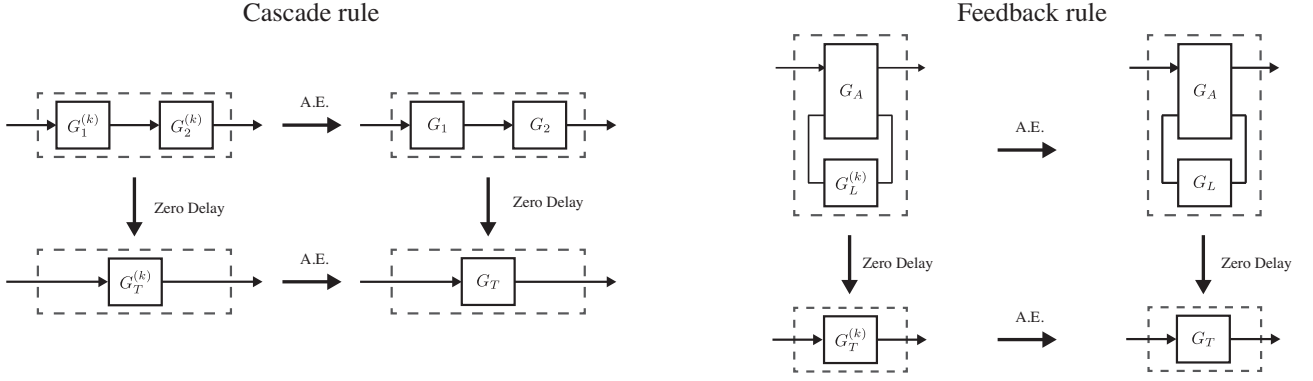 Cascade rule
$G_1^{(k)}$ $G_2^{(k)}$
A.E.
$G_1$ $G_2$
Zero Delay
Zero Delay
$G_T^{(k)}$
A.E.
$G_T$
Feedback rule
$G_A$
$G_L^{(k)}$
A.E.
$G_A$
$G_L$
Zero Delay
Zero Delay
$G_T^{(k)}$
A.E.
$G_T$